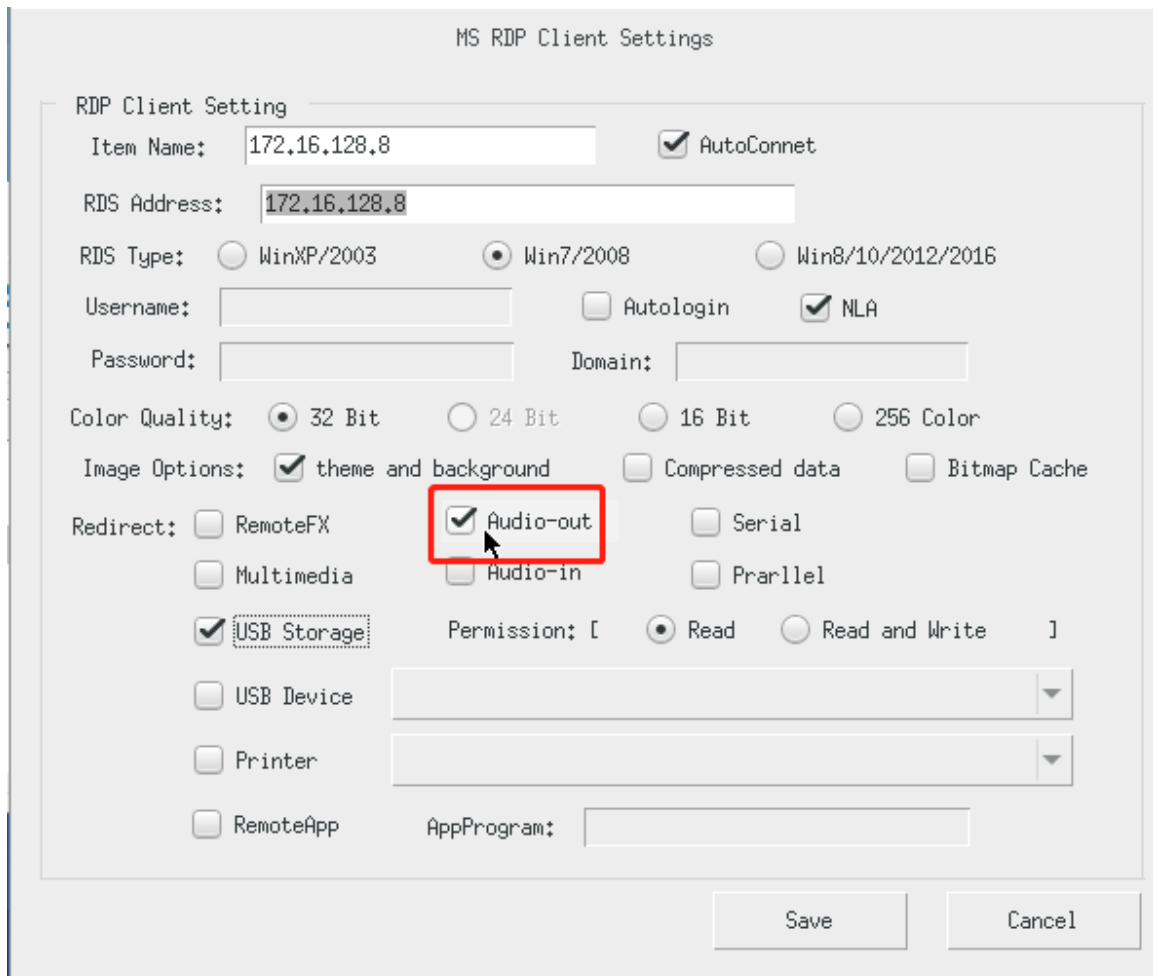 MS RDP Client Settings
RDP Client Setting
Item Name: 172.16.128.8 AutoConnet
RDS Address: 172.16.128.8
RDS Type: WinXP/2003 Win7/2008 Win8/10/2012/2016
Username: Autologin NLA
Password: Domain:
Color Quality: 32 Bit 24 Bit 16 Bit 256 Color
Image Options: theme and background Compressed data Bitmap Cache
Redirect: RemoteFX Audio-out Serial
Multimedia Audio-in Prarllel
USB Storage Permission: [ Read Read and Write ]
USB Device
Printer
RemoteApp AppProgram:
Save Cancel